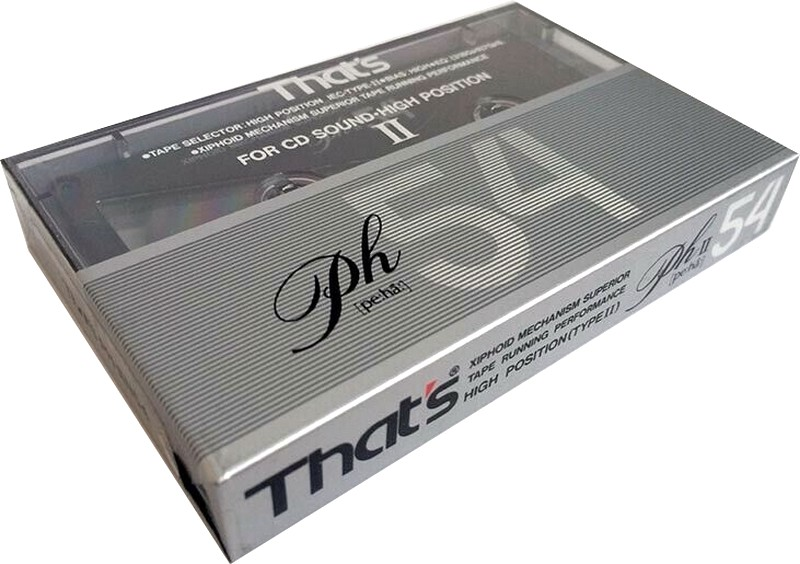 That's
•TAPE SELECTOR: HIGH POSITION IEC•TYPE-II•BIAS: HIGH•EQ:
•XIPHOID MECHANISM SUPERIOR TAPE RUNNING PERFORMANCE
FOR CD SOUND•HIGH POSITION
II
54
Ph
[pe:ha:]
That's®
XIPHOID MECHANISM SUPERIOR
TAPE RUNNING PERFORMANCE
HIGH POSITION(TYPE II)
Ph II
[pe:ha:]
54